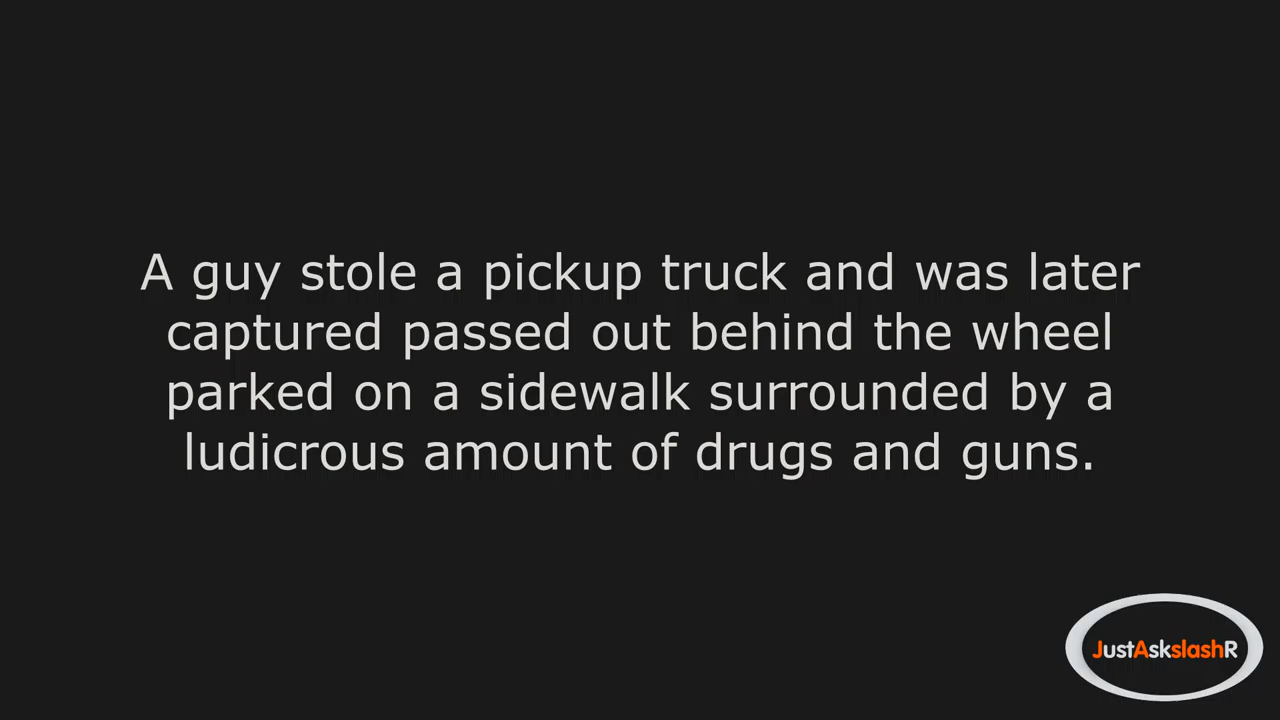 A guy stole a pickup truck and was later
captured passed out behind the wheel
parked on a sidewalk surrounded by a
ludicrous amount of drugs and guns.
JustAskslashR